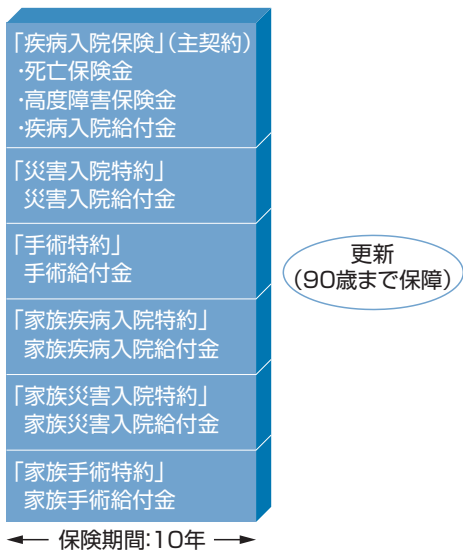 「疾病入院保険」(主契約)
・死亡保険金
・高度障害保険金
・疾病入院給付金
「災害入院特約」
災害入院給付金
「手術特約」
手術給付金
「家族疾病入院特約」
家族疾病入院給付金
「家族災害入院特約」
家族災害入院給付金
「家族手術特約」
家族手術給付金
保険期間:10年
更新
(90歳まで保障)